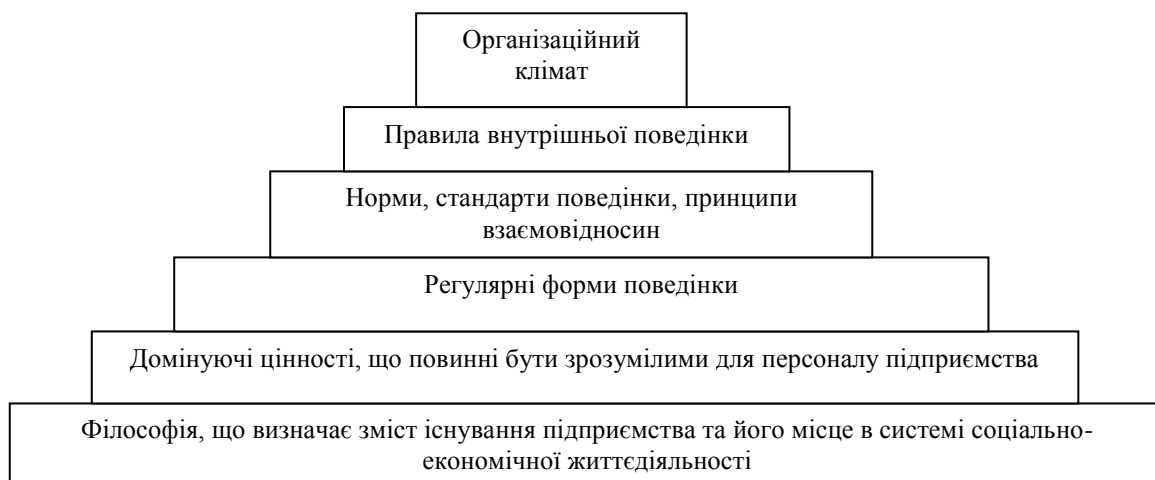 Організаційний
клімат
Правила внутрішньої поведінки
Норми, стандарти поведінки, принципи
взаємовідносин
Регулярні форми поведінки
Домінуючі цінності, що повинні бути зрозумілими для персоналу підприємства
Філософія, що визначає зміст існування підприємства та його місце в системі соціально-
економічної життєдіяльності